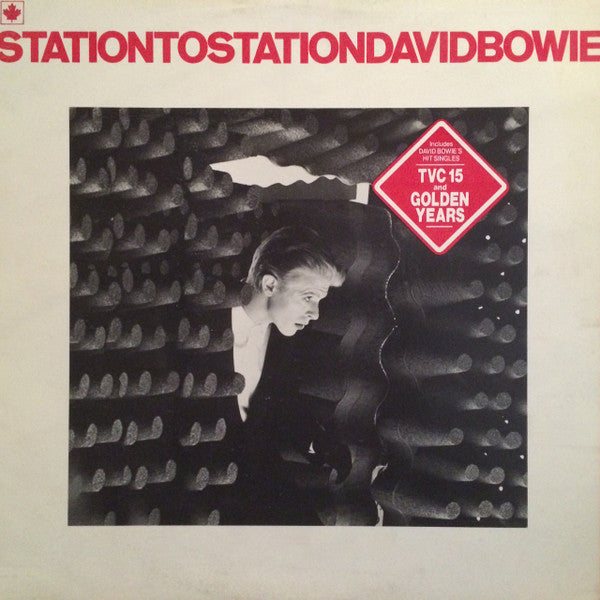 STATIONTOSTATIONDAVIDBOWIE
Includes
DAVID BOWIE'S
HIT SINGLES
TVC 15
and
GOLDEN
YEARS